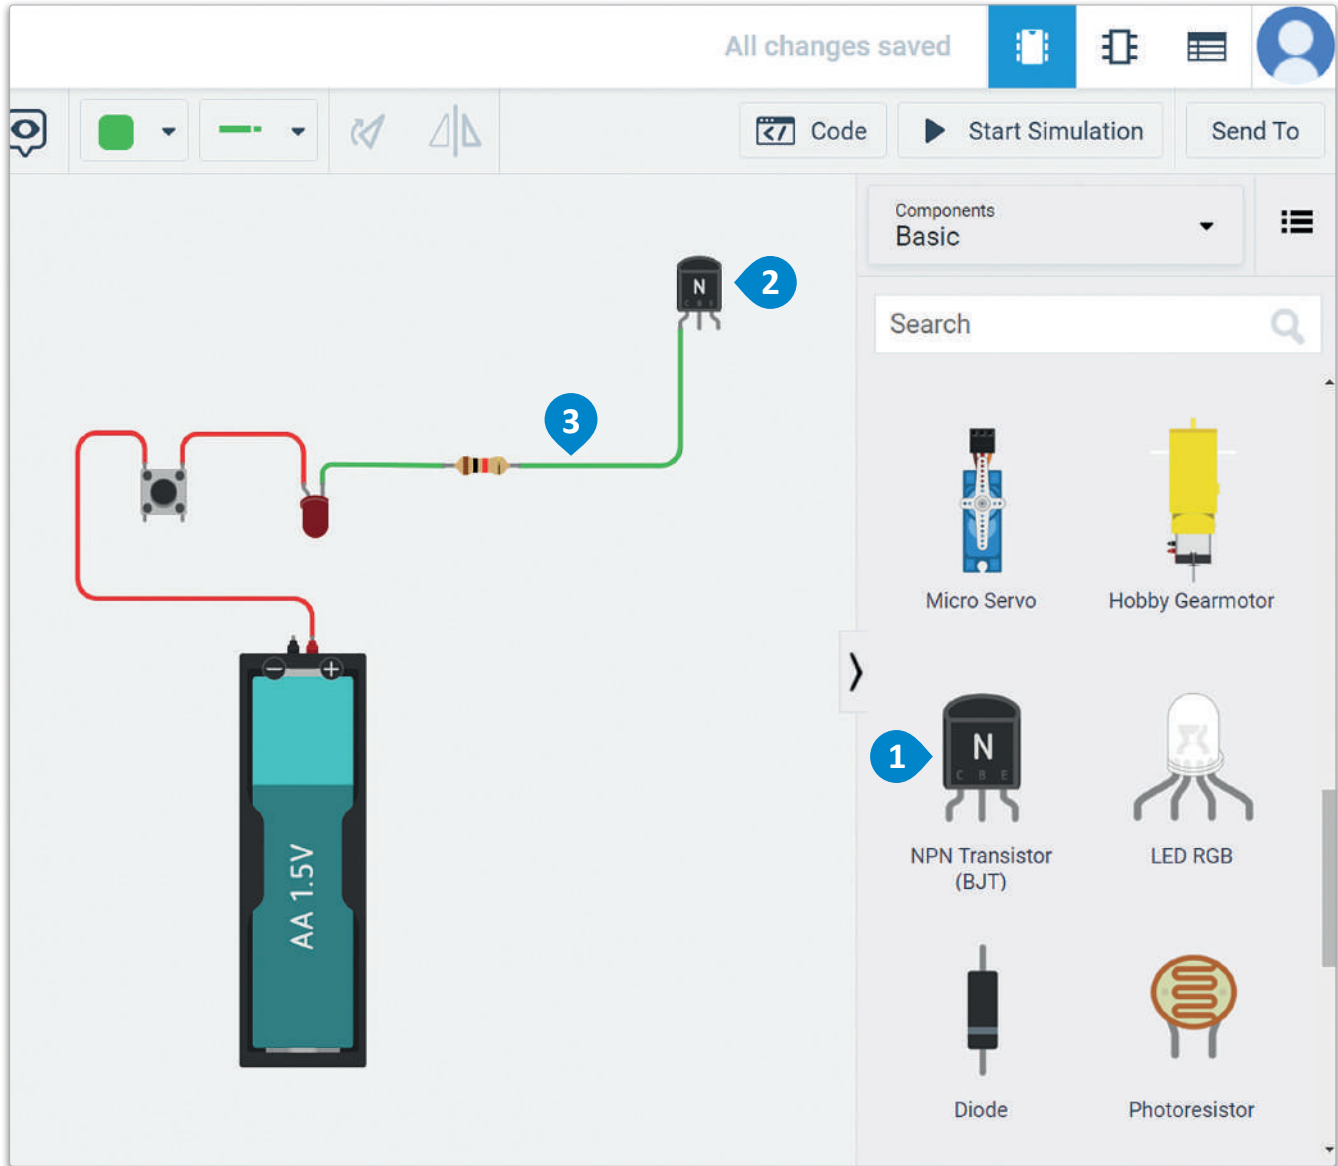 All changes saved
Code
Start Simulation
Send To
Components
Basic
Search
N
C B E
2
3
Micro Servo
Hobby Gearmotor
1
N
C B E
NPN Transistor
(BJT)
LED RGB
− +
AA 1.5V
Diode
Photoresistor